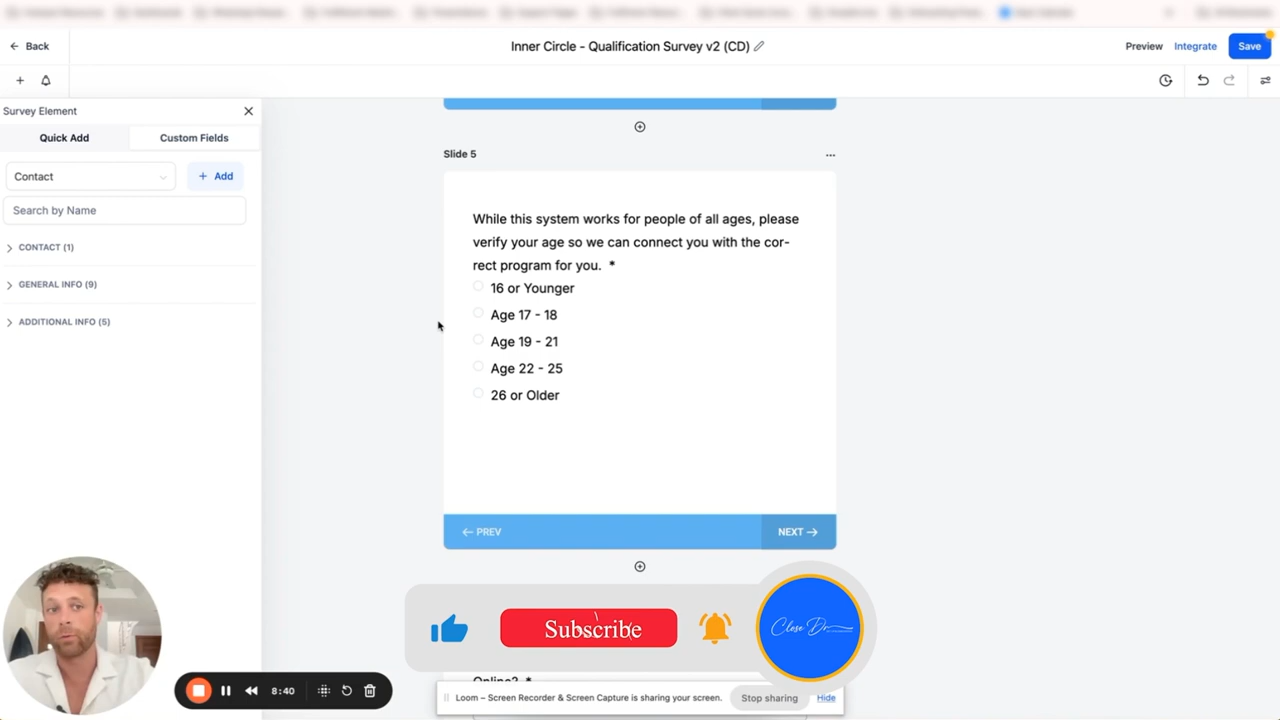 Back
Inner Circle - Qualification Survey v2 (CD)
Preview
Integrate
Save
Survey Element
Quick Add
Custom Fields
Contact
+ Add
Search by Name
CONTACT (1)
GENERAL INFO (9)
ADDITIONAL INFO (5)
Slide 5
While this system works for people of all ages, please
verify your age so we can connect you with the cor-
rect program for you. *
16 or Younger
Age 17 - 18
Age 19 - 21
Age 22 - 25
26 or Older
PREV
NEXT
Subscribe
Close Dr
Online? *
8:40
Loom – Screen Recorder & Screen Capture is sharing your screen.
Stop sharing
Hide